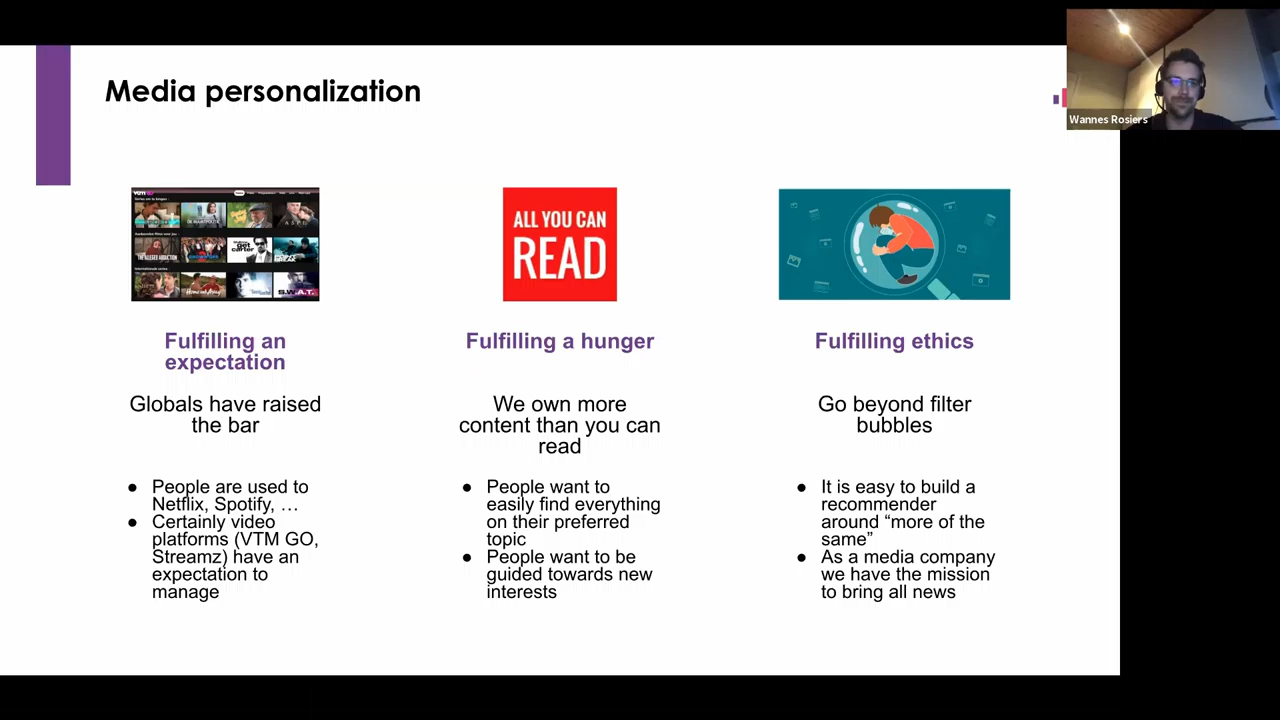 Media personalization
Wannes Rosiers
VTM GO
ALL YOU CAN
READ
Fulfilling an
expectation
Globals have raised
the bar
● People are used to
Netflix, Spotify, …
● Certainly video
platforms (VTM GO,
Streamz) have an
expectation to
manage
Fulfilling a hunger
We own more
content than you can
read
● People want to
easily find everything
on their preferred
topic
● People want to be
guided towards new
interests
Fulfilling ethics
Go beyond filter
bubbles
● It is easy to build a
recommender
around “more of the
same”
● As a media company
we have the mission
to bring all news